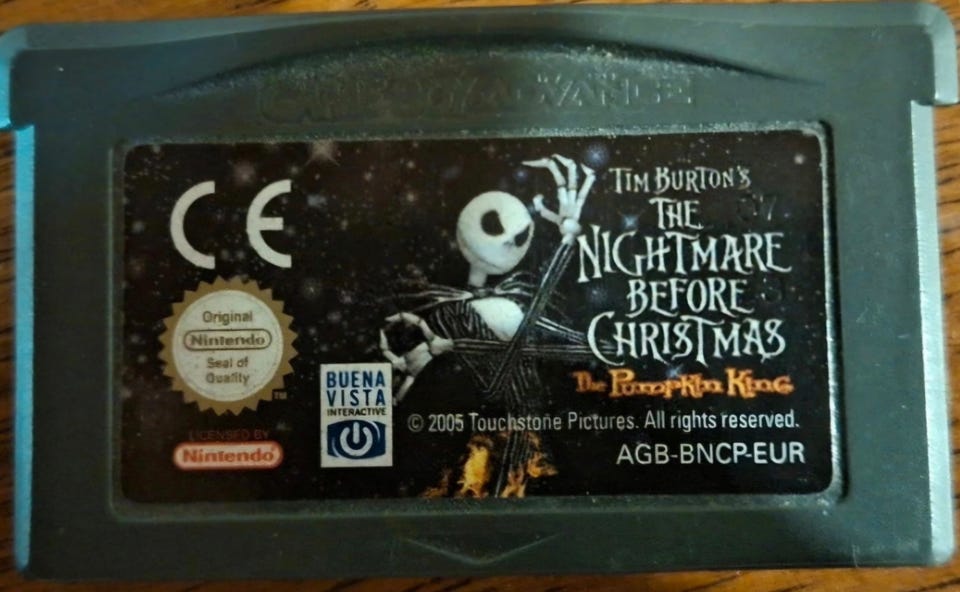 GAME BOY ADVANCE
CE
TIM BURTON'S
THE
NIGHTMARE
BEFORE
CHRISTMAS
The Pumpkin King
Original
Nintendo
Seal of
Quality
TM
LICENSED BY
Nintendo
BUENA
VISTA
INTERACTIVE
© 2005 Touchstone Pictures. All rights reserved.
AGB-BNCP-EUR